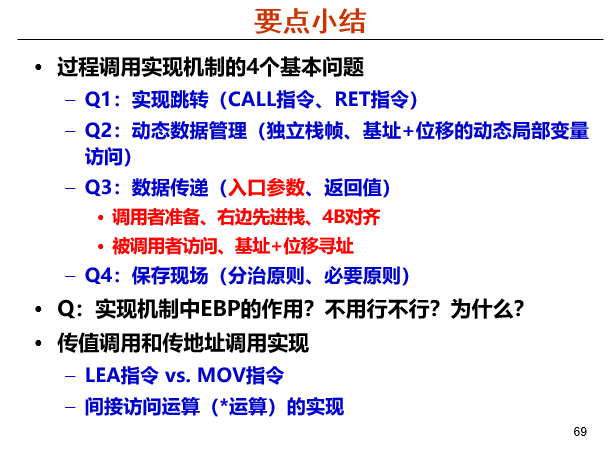 要点小结
• 过程调用实现机制的4个基本问题
– Q1：实现跳转（CALL指令、RET指令）
– Q2：动态数据管理（独立栈帧、基址+位移的动态局部变量
访问）
– Q3：数据传递（入口参数、返回值）
• 调用者准备、右边先进栈、4B对齐
• 被调用者访问、基址+位移寻址
– Q4：保存现场（分治原则、必要原则）
• Q：实现机制中EBP的作用？不用行不行？为什么？
• 传值调用和传地址调用实现
– LEA指令 vs. MOV指令
– 间接访问运算（*运算）的实现
69